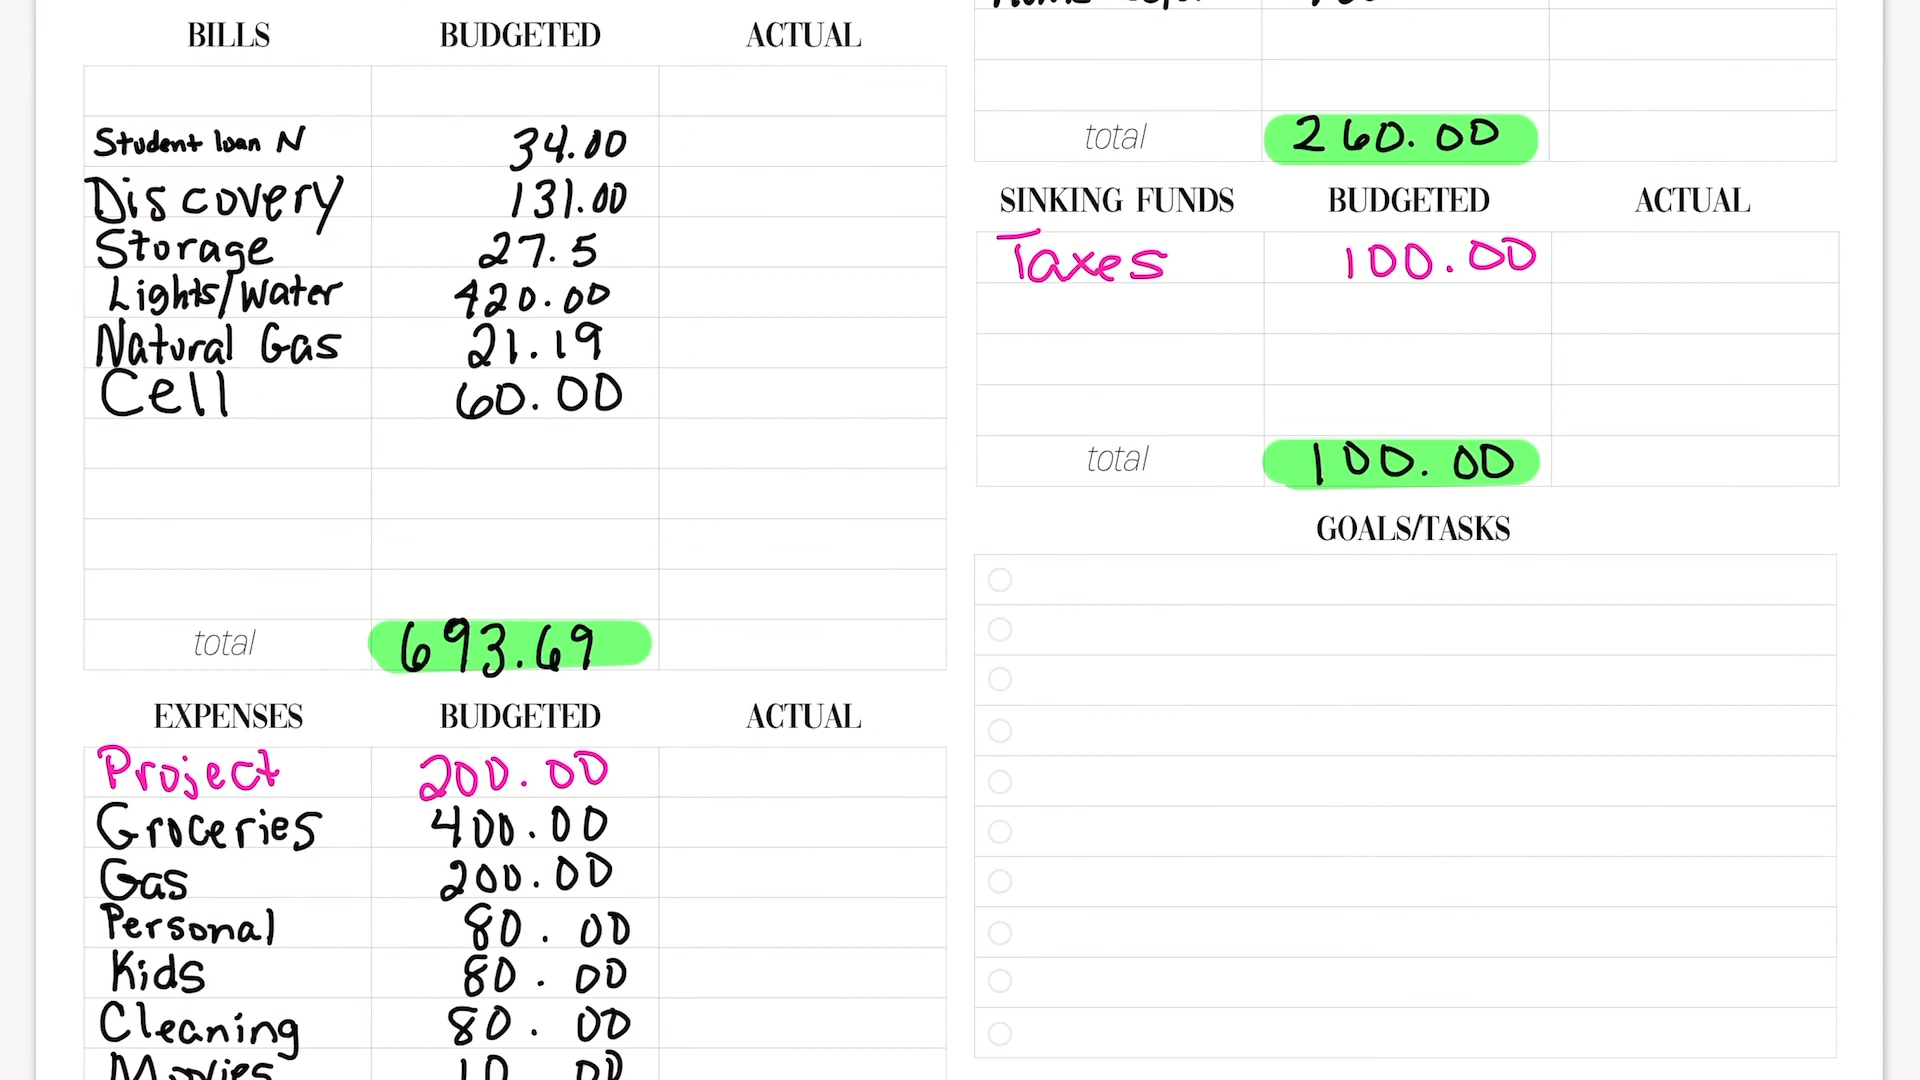 BILLS BUDGETED ACTUAL
Student loan N 34.00
Discovery 131.00
Storage 27.5
Lights/Water 420.00
Natural Gas 21.19
Cell 60.00
total 693.69
EXPENSES BUDGETED ACTUAL
Project 200.00
Groceries 400.00
Gas 200.00
Personal 80.00
Kids 80.00
Cleaning 80.00
Movies 10.00
total 260.00
SINKING FUNDS BUDGETED ACTUAL
Taxes 100.00
total 100.00
GOALS/TASKS